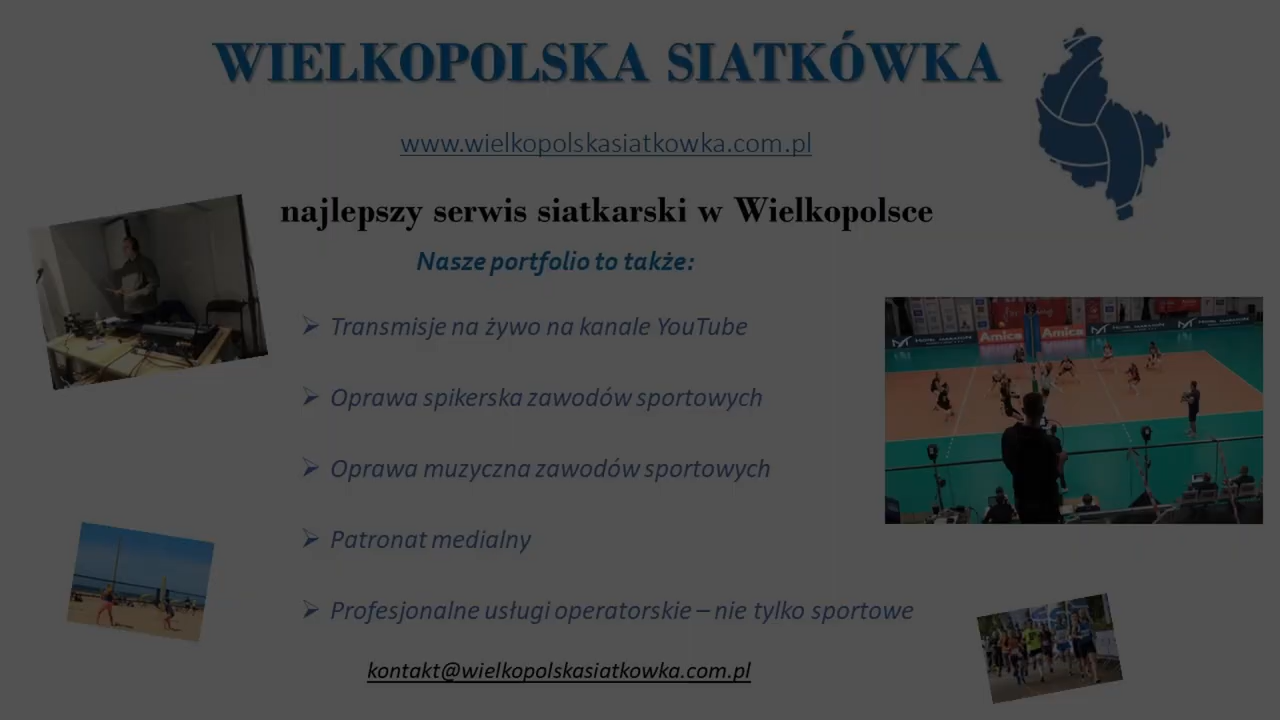 WIELKOPOLSKA SIATKÓWKA
www.wielkopolskasiatkowka.com.pl
najlepszy serwis siatkarski w Wielkopolsce
Nasze portfolio to także:
Transmisje na żywo na kanale YouTube
Oprawa spikerska zawodów sportowych
Oprawa muzyczna zawodów sportowych
Patronat medialny
Profesjonalne usługi operatorskie – nie tylko sportowe
kontakt@wielkopolskasiatkowka.com.pl
Amica
Amica